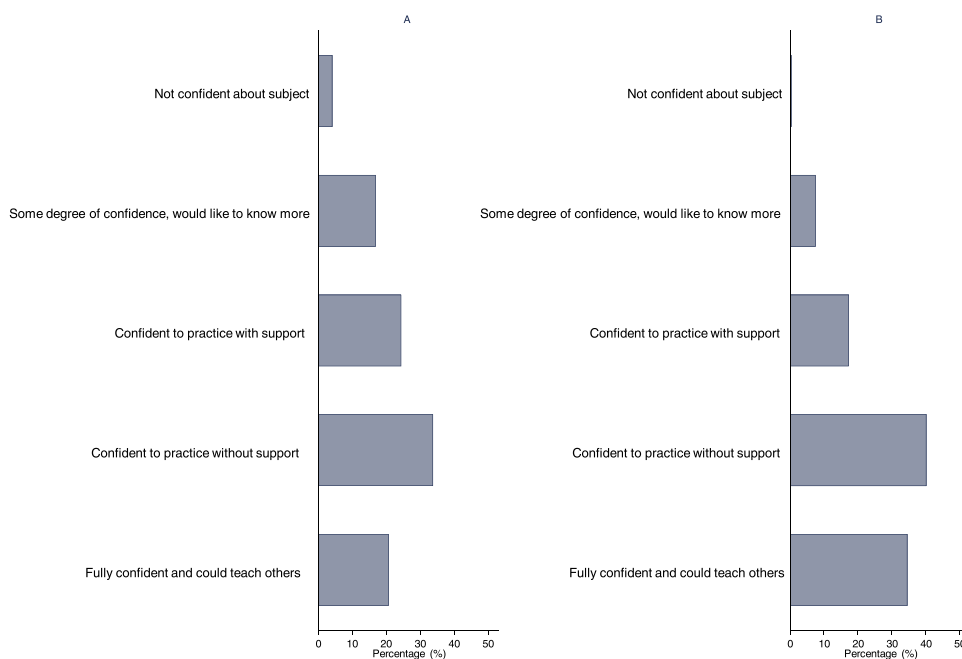 A
Not confident about subject
Some degree of confidence, would like to know more
Confident to practice with support
Confident to practice without support
Fully confident and could teach others
0 10 20 30 40 50
Percentage (%)
B
Not confident about subject
Some degree of confidence, would like to know more
Confident to practice with support
Confident to practice without support
Fully confident and could teach others
0 10 20 30 40 50
Percentage (%)